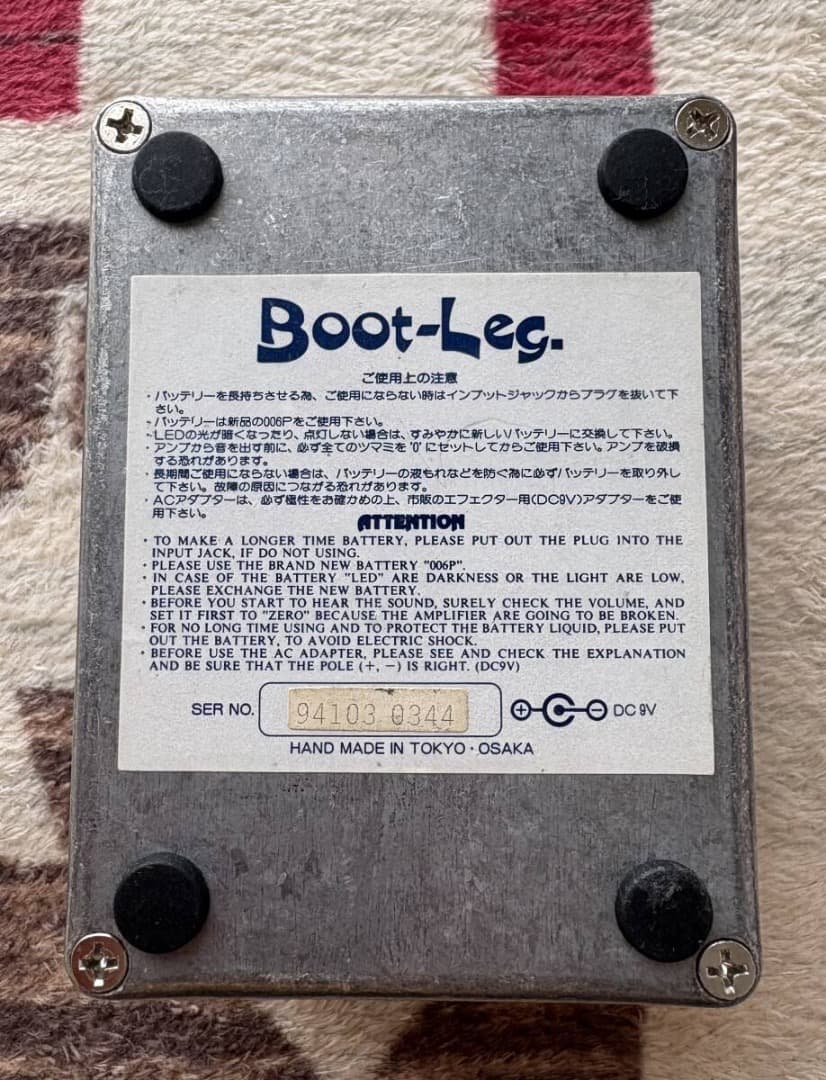 Boot-Leg.
ご使用上の注意
・バッテリーを長持ちさせる為、ご使用にならない時はインプットジャックからプラグを抜いて下
さい。
・バッテリーは新品の006Pをご使用下さい。
・LEDの光が暗くなったり、点灯しない場合は、すみやかに新しいバッテリーに交換して下さい。
・アンプから音を出す前に、必ず全てのツマミを'0'にセットしてからご使用下さい。アンプを破損
する恐れがあります。
・長期間ご使用にならない場合は、バッテリーの液もれなどを防ぐ為に必ずバッテリーを取り外し
て下さい。故障の原因につながる恐れがあります。
・ACアダプターは、必ず極性をお確かめの上、市販のエフェクター用(DC9V)アダプターをご使
用下さい。
ATTENTION
・TO MAKE A LONGER TIME BATTERY, PLEASE PUT OUT THE PLUG INTO THE
INPUT JACK, IF DO NOT USING.
・PLEASE USE THE BRAND NEW BATTERY "006P".
・IN CASE OF THE BATTERY "LED" ARE DARKNESS OR THE LIGHT ARE LOW,
PLEASE EXCHANGE THE NEW BATTERY.
・BEFORE YOU START TO HEAR THE SOUND, SURELY CHECK THE VOLUME, AND
SET IT FIRST TO "ZERO" BECAUSE THE AMPLIFIER ARE GOING TO BE BROKEN.
・FOR NO LONG TIME USING AND TO PROTECT THE BATTERY LIQUID, PLEASE PUT
OUT THE BATTERY, TO AVOID ELECTRIC SHOCK.
・BEFORE USE THE AC ADAPTER, PLEASE SEE AND CHECK THE EXPLANATION
AND BE SURE THAT THE POLE (+, −) IS RIGHT. (DC9V)
SER NO. 94103 0344 DC 9V
HAND MADE IN TOKYO・OSAKA